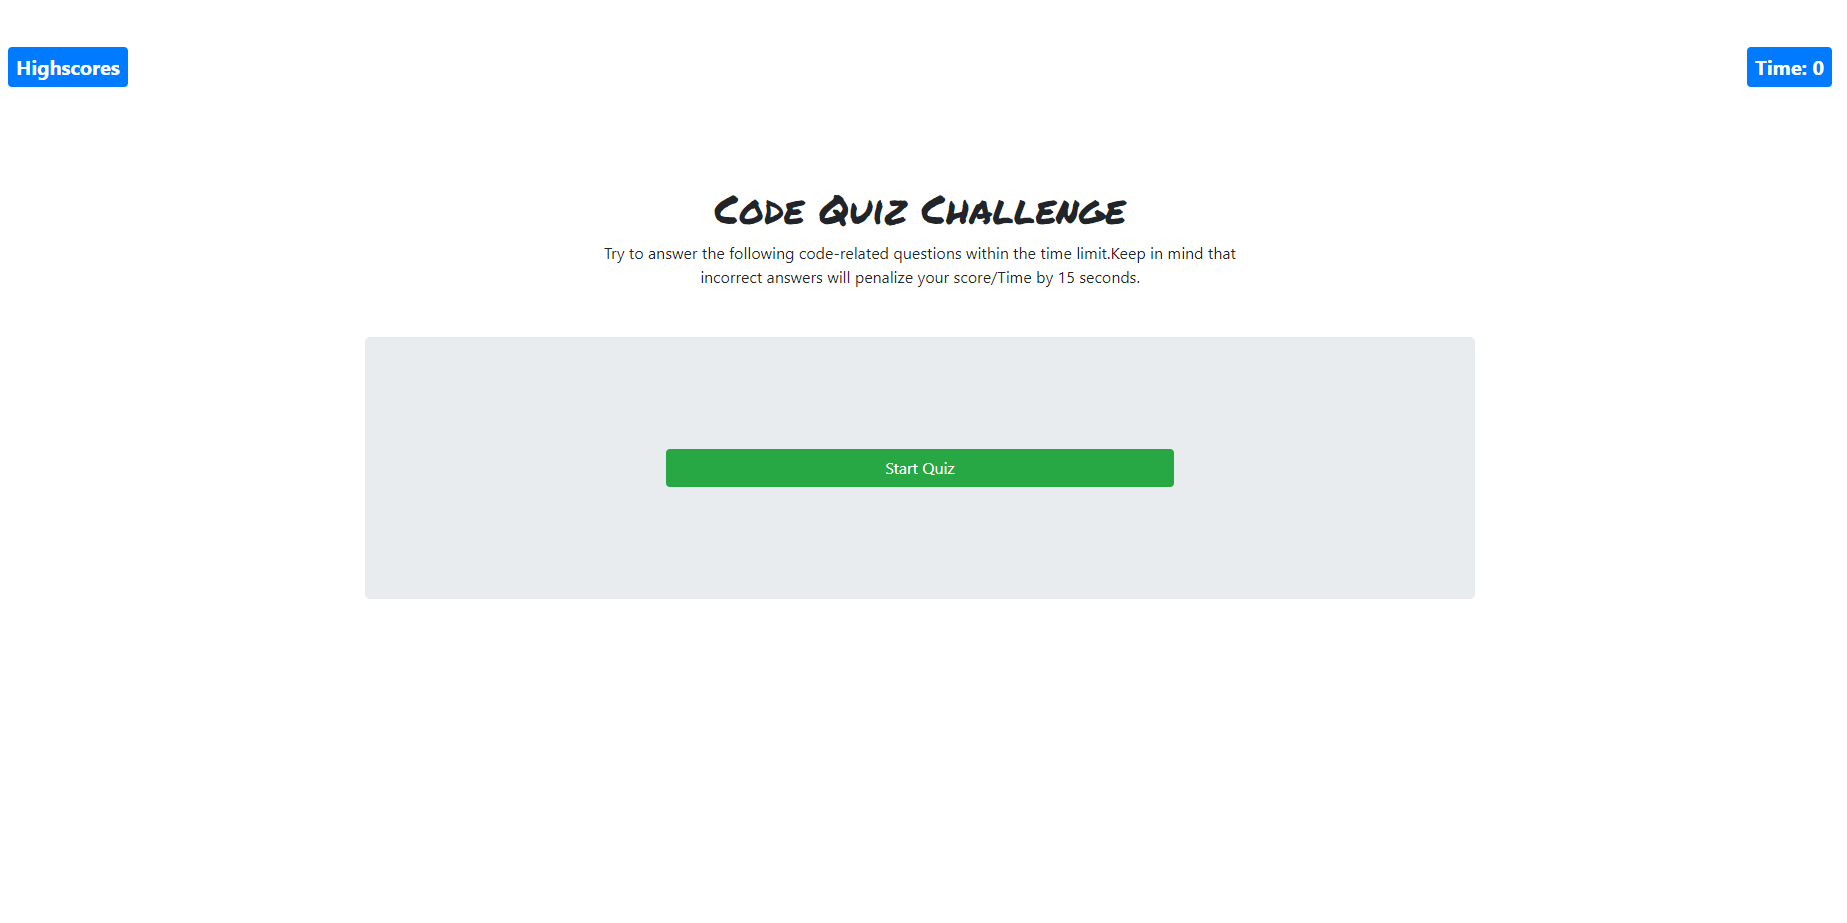 Highscores
Time: 0
Code Quiz Challenge
Try to answer the following code-related questions within the time limit.Keep in mind that
incorrect answers will penalize your score/Time by 15 seconds.
Start Quiz